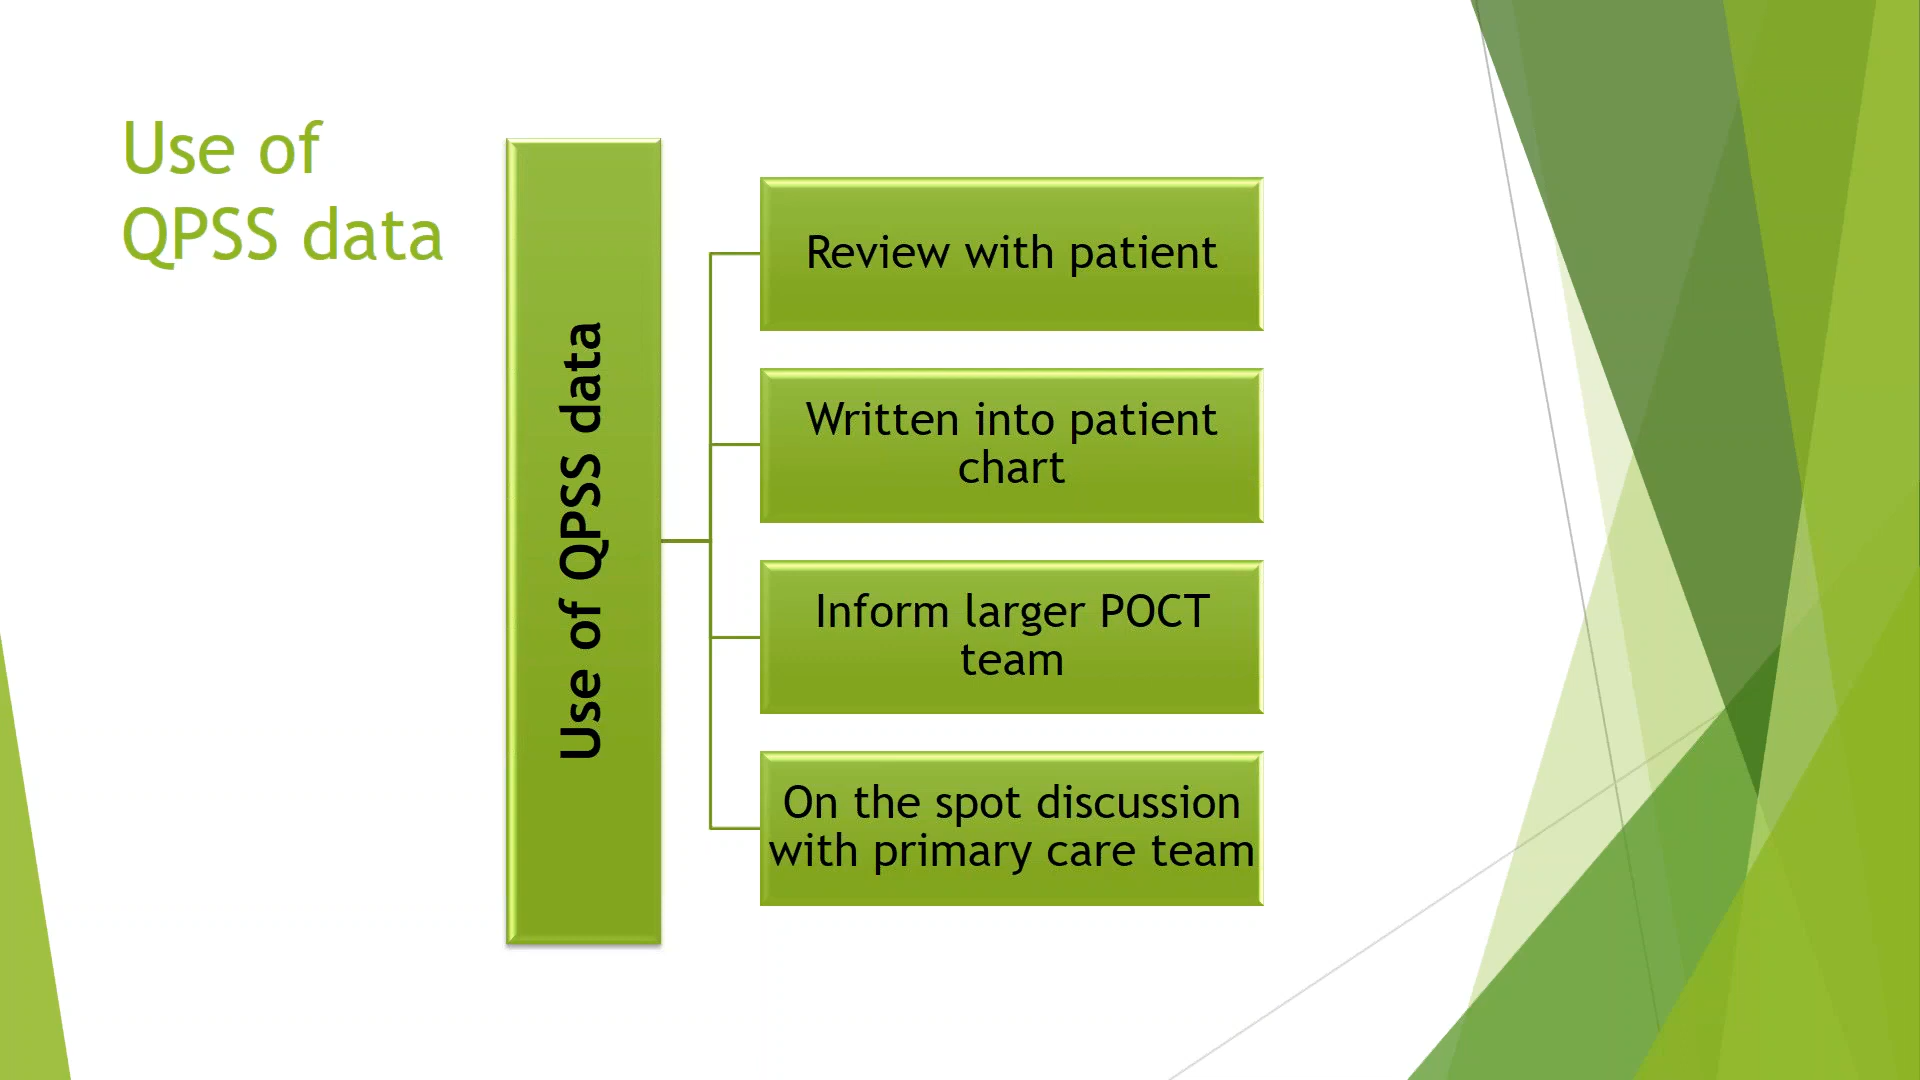 Use of
QPSS data
Use of QPSS data
Review with patient
Written into patient
chart
Inform larger POCT
team
On the spot discussion
with primary care team